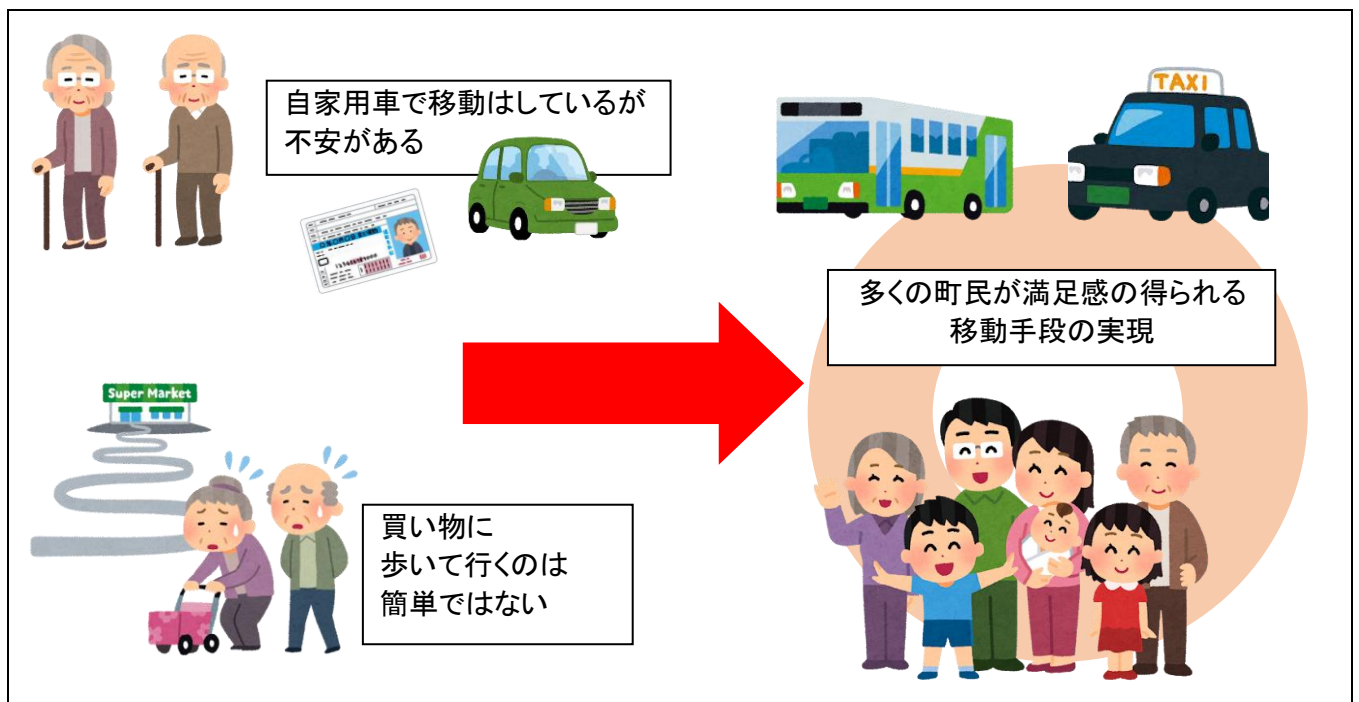 自家用車で移動はしているが
不安がある
TAXI
多くの町民が満足感の得られる
移動手段の実現
Super Market
買い物に
歩いて行くのは
簡単ではない